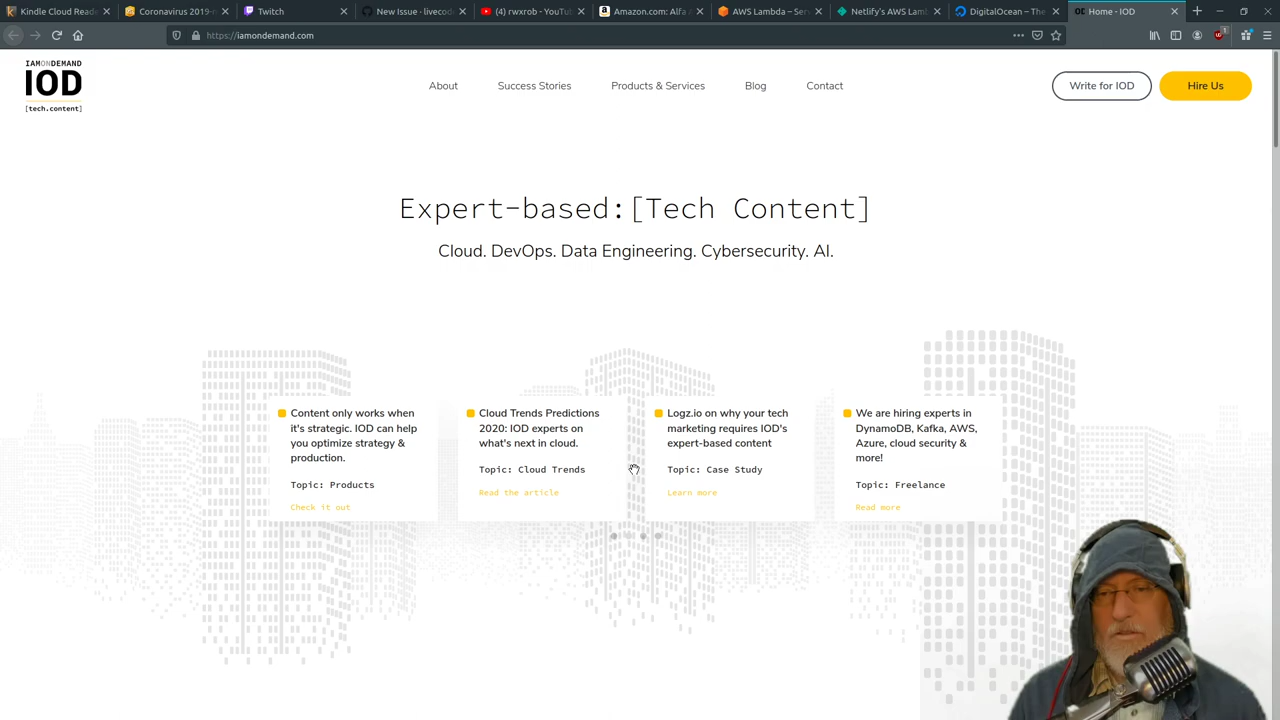 Kindle Cloud Read
Coronavirus 2019-
Twitch
New Issue · livecod
(4) rwxrob - YouTub
Amazon.com: Alfa A
AWS Lambda – Serv
Netlify's AWS Lamb
DigitalOcean – The
IOD Home - IOD
https://iamondemand.com
IAMONDEMAND
IOD
[tech.content]
About
Success Stories
Products & Services
Blog
Contact
Write for IOD
Hire Us
Expert-based:[Tech Content]
Cloud. DevOps. Data Engineering. Cybersecurity. AI.
Content only works when
it's strategic. IOD can help
you optimize strategy &
production.
Topic: Products
Check it out
Cloud Trends Predictions
2020: IOD experts on
what's next in cloud.
Topic: Cloud Trends
Read the article
Logz.io on why your tech
marketing requires IOD's
expert-based content
Topic: Case Study
Learn more
We are hiring experts in
DynamoDB, Kafka, AWS,
Azure, cloud security &
more!
Topic: Freelance
Read more